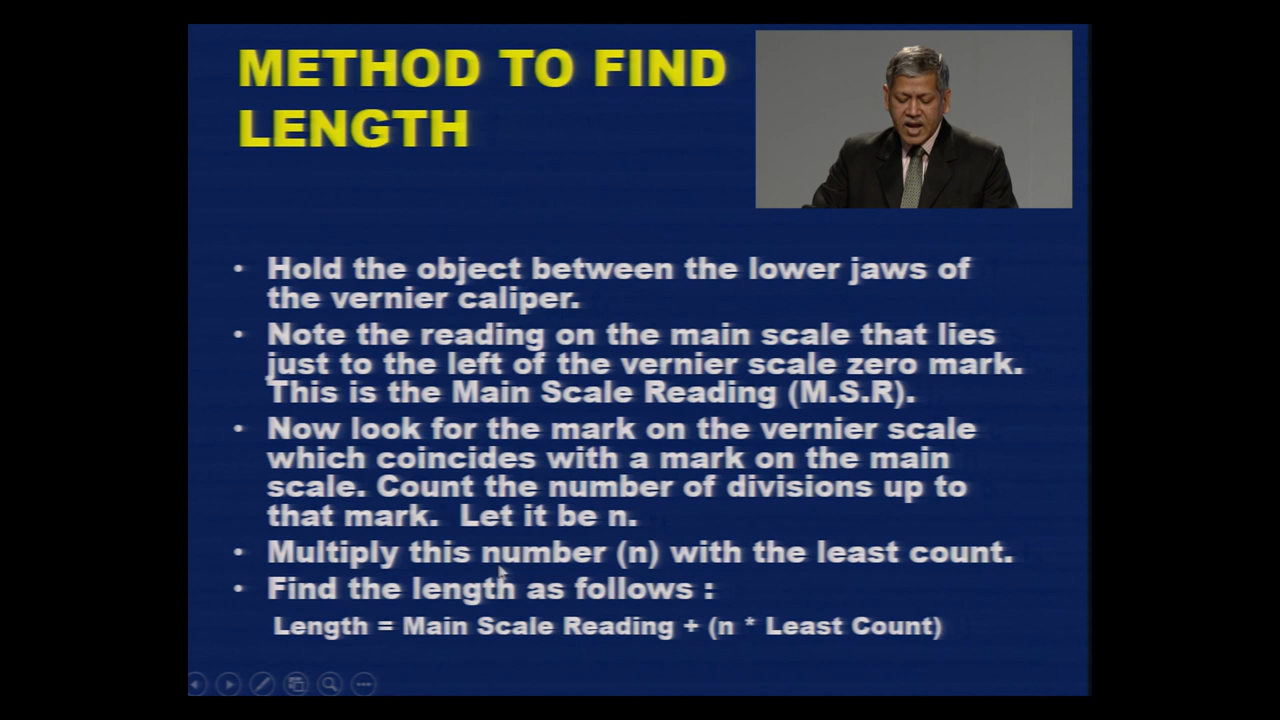 METHOD TO FIND
LENGTH
• Hold the object between the lower jaws of
the vernier caliper.
• Note the reading on the main scale that lies
just to the left of the vernier scale zero mark.
This is the Main Scale Reading (M.S.R).
• Now look for the mark on the vernier scale
which coincides with a mark on the main
scale. Count the number of divisions up to
that mark.  Let it be n.
• Multiply this number (n) with the least count.
• Find the length as follows :
Length = Main Scale Reading + (n * Least Count)